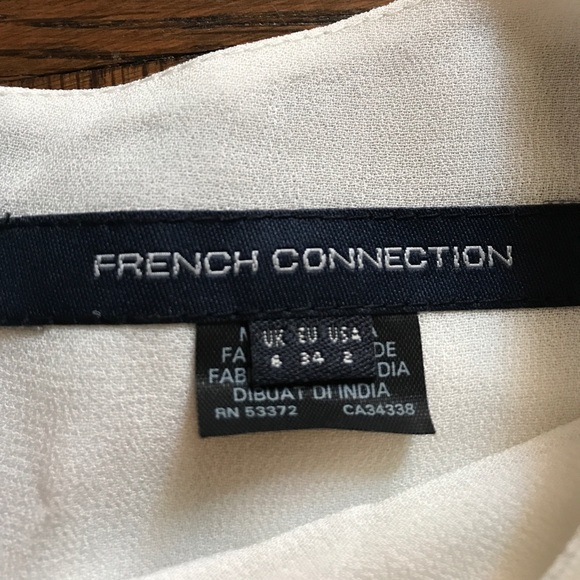 FRENCH CONNECTION
UK EU USA
6 34 2
DIBUAT DI INDIA
RN 53372 CA34338